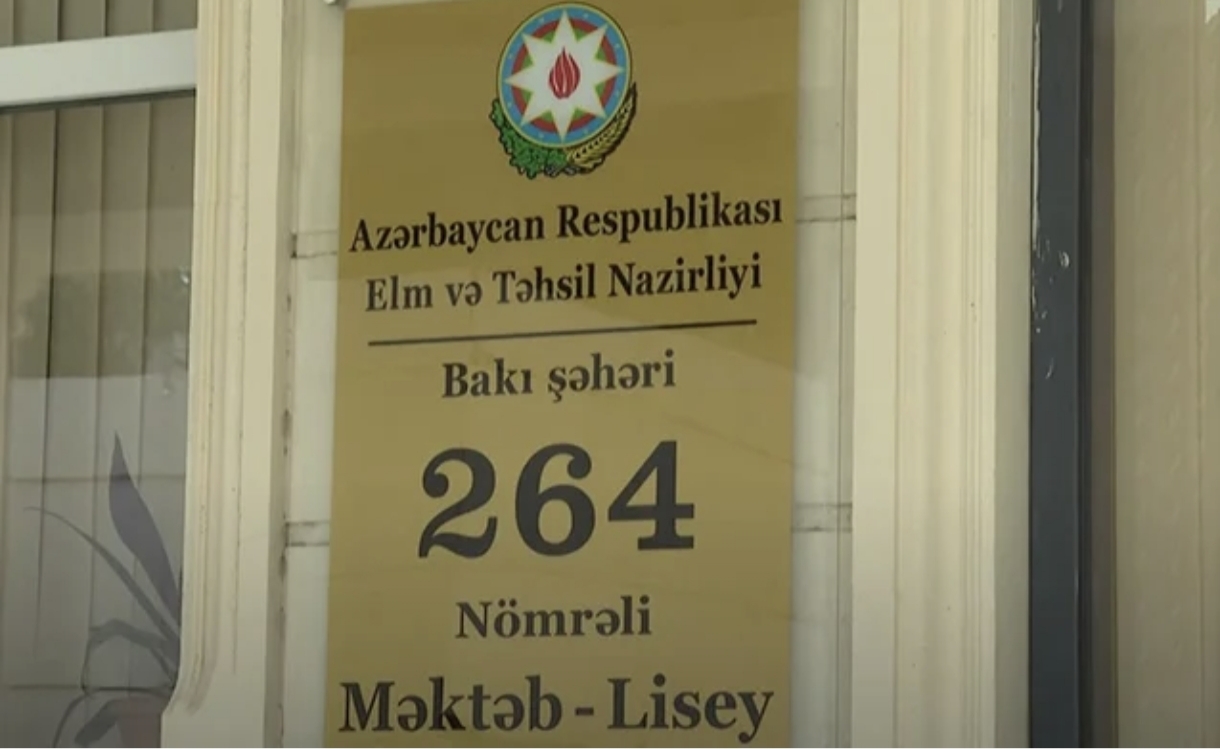 Azərbaycan Respublikası
Elm və Təhsil Nazirliyi
Bakı şəhəri
264
Nömrəli
Məktəb - Lisey